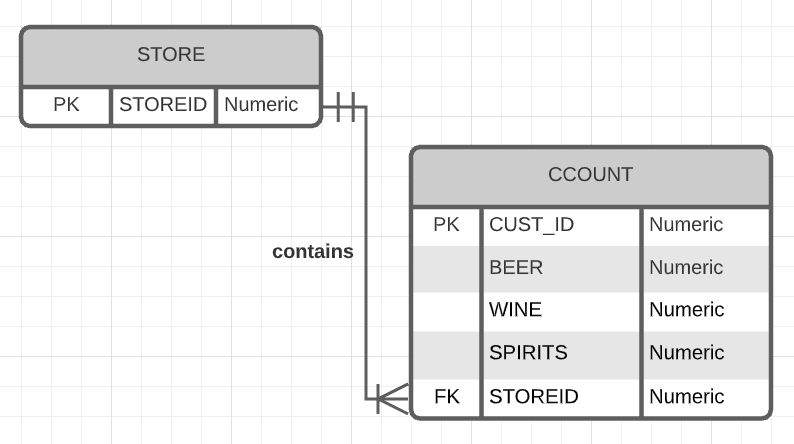 STORE
PK STOREID Numeric
CCOUNT
PK CUST_ID Numeric
contains
BEER Numeric
WINE Numeric
SPIRITS Numeric
FK STOREID Numeric